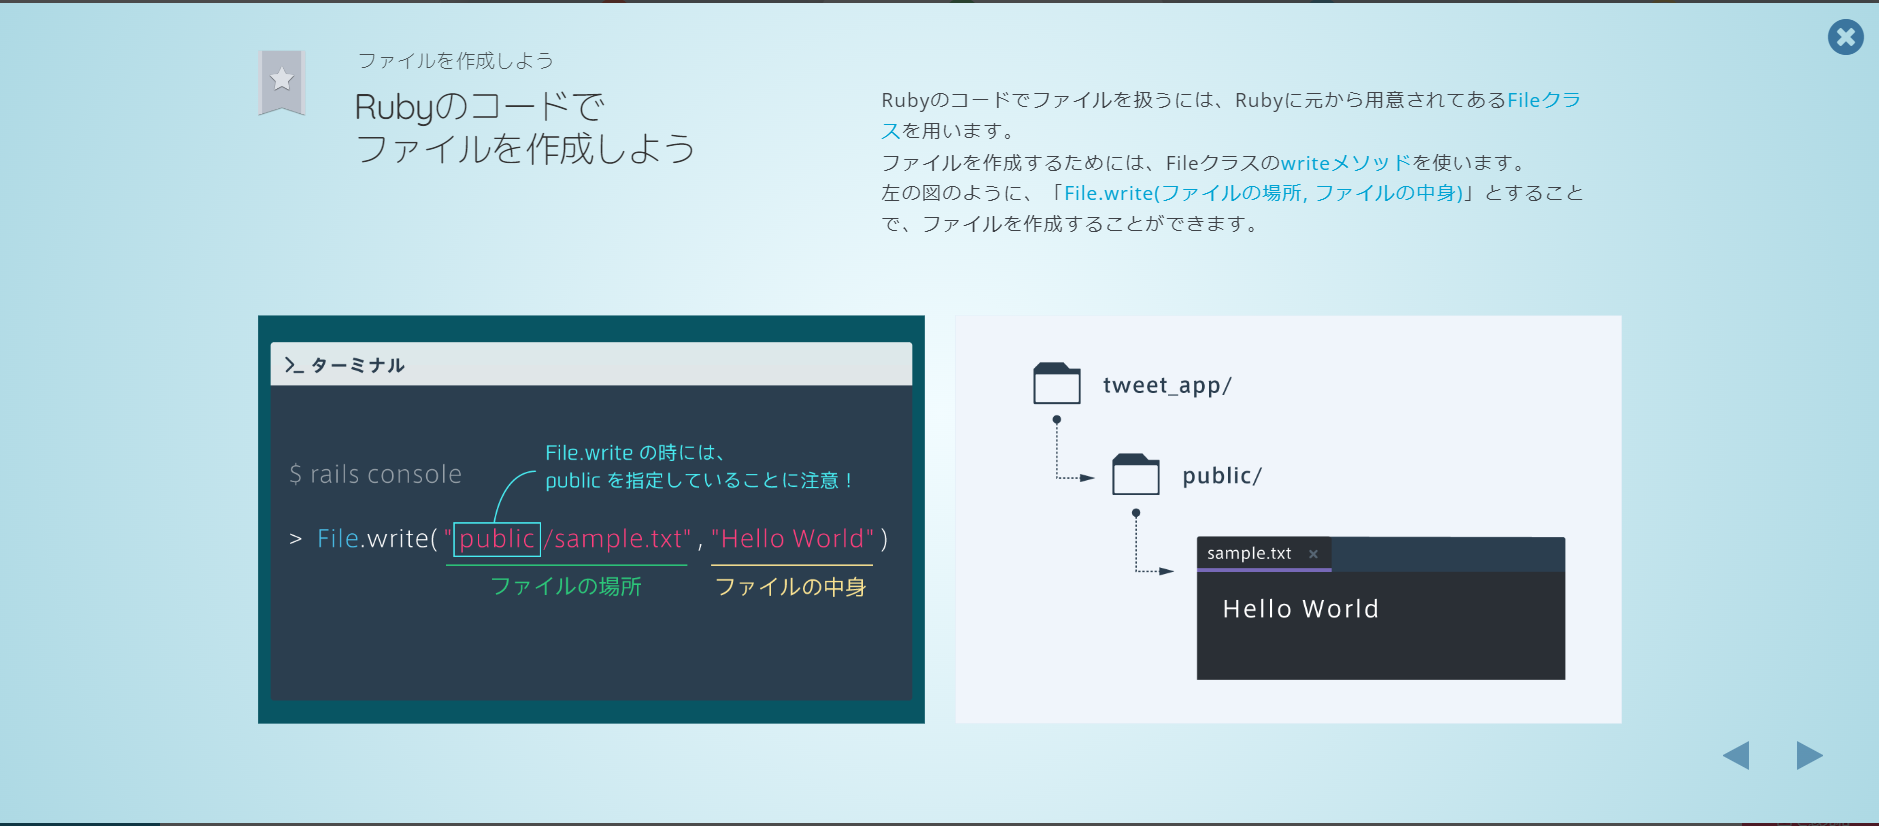 ファイルを作成しよう
Rubyのコードで
ファイルを作成しよう
Rubyのコードでファイルを扱うには、Rubyに元から用意されてあるFileクラ
スを用います。
ファイルを作成するためには、Fileクラスのwriteメソッドを使います。
左の図のように、「File.write(ファイルの場所, ファイルの中身)」とすること
で、ファイルを作成することができます。
>_ ターミナル
File.write の時には、
public を指定していることに注意！
$ rails console
> File.write("public/sample.txt", "Hello World")
ファイルの場所 ファイルの中身
tweet_app/
public/
sample.txt ×
Hello World